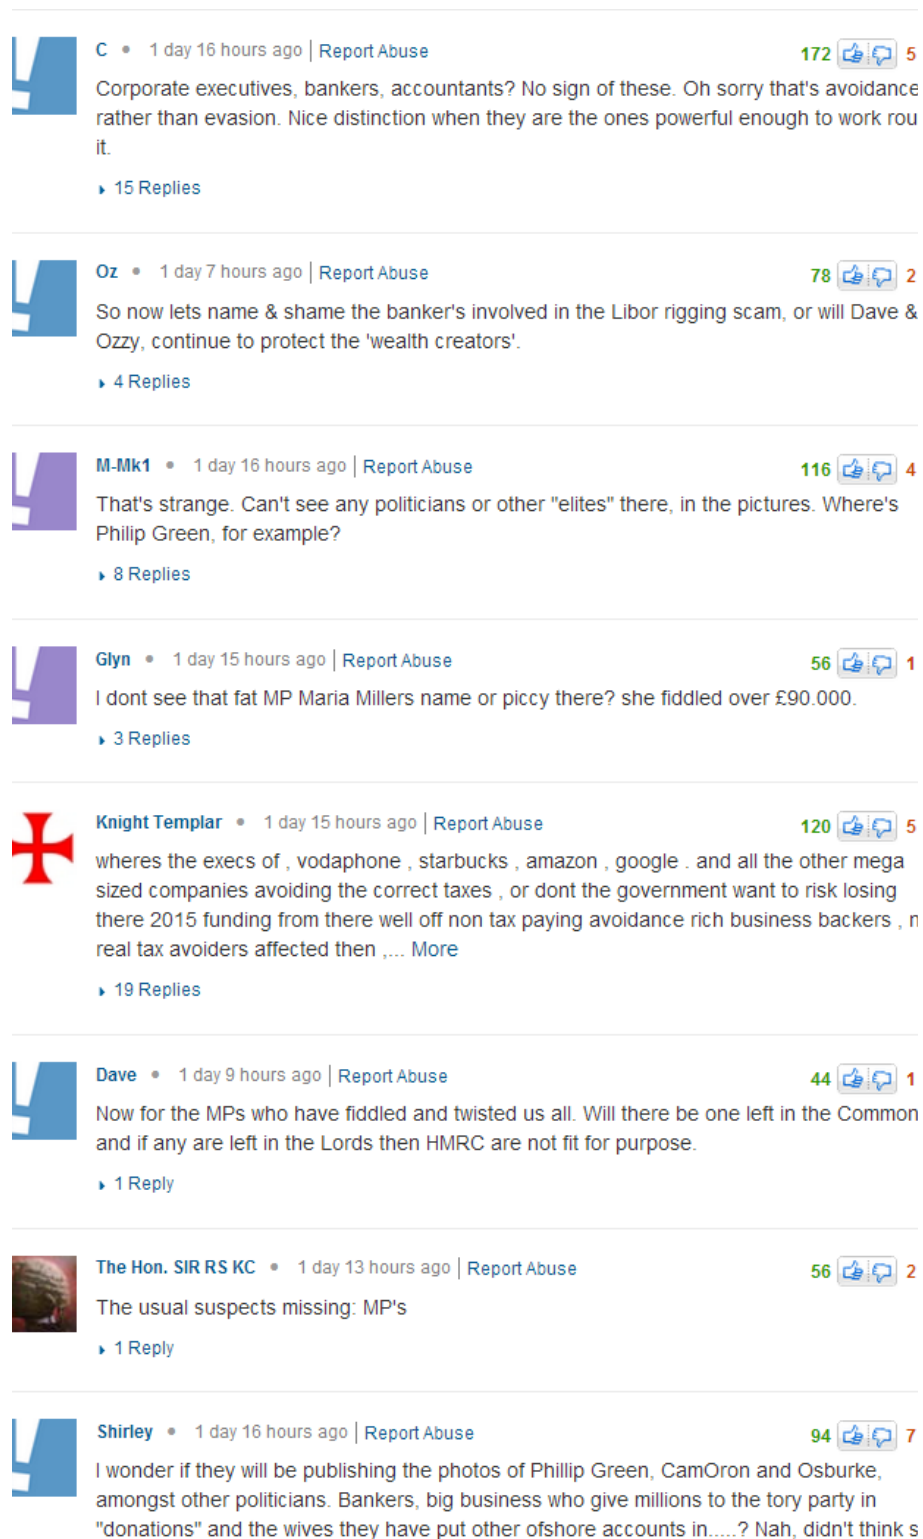 C • 1 day 16 hours ago | Report Abuse 172 5
Corporate executives, bankers, accountants? No sign of these. Oh sorry that's avoidance
rather than evasion. Nice distinction when they are the ones powerful enough to work rou
it.
15 Replies
Oz • 1 day 7 hours ago | Report Abuse 78 2
So now lets name & shame the banker's involved in the Libor rigging scam, or will Dave &
Ozzy, continue to protect the 'wealth creators'.
4 Replies
M-Mk1 • 1 day 16 hours ago | Report Abuse 116 4
That's strange. Can't see any politicians or other "elites" there, in the pictures. Where's
Philip Green, for example?
8 Replies
Glyn • 1 day 15 hours ago | Report Abuse 56 1
I dont see that fat MP Maria Millers name or piccy there? she fiddled over £90.000.
3 Replies
Knight Templar • 1 day 15 hours ago | Report Abuse 120 5
wheres the execs of , vodaphone , starbucks , amazon , google . and all the other mega
sized companies avoiding the correct taxes , or dont the government want to risk losing
there 2015 funding from there well off non tax paying avoidance rich business backers , n
real tax avoiders affected then ,... More
19 Replies
Dave • 1 day 9 hours ago | Report Abuse 44 1
Now for the MPs who have fiddled and twisted us all. Will there be one left in the Common
and if any are left in the Lords then HMRC are not fit for purpose.
1 Reply
The Hon. SIR RS KC • 1 day 13 hours ago | Report Abuse 56 2
The usual suspects missing: MP's
1 Reply
Shirley • 1 day 16 hours ago | Report Abuse 94 7
I wonder if they will be publishing the photos of Phillip Green, CamOron and Osburke,
amongst other politicians. Bankers, big business who give millions to the tory party in
"donations" and the wives they have put other ofshore accounts in.....? Nah, didn't think s